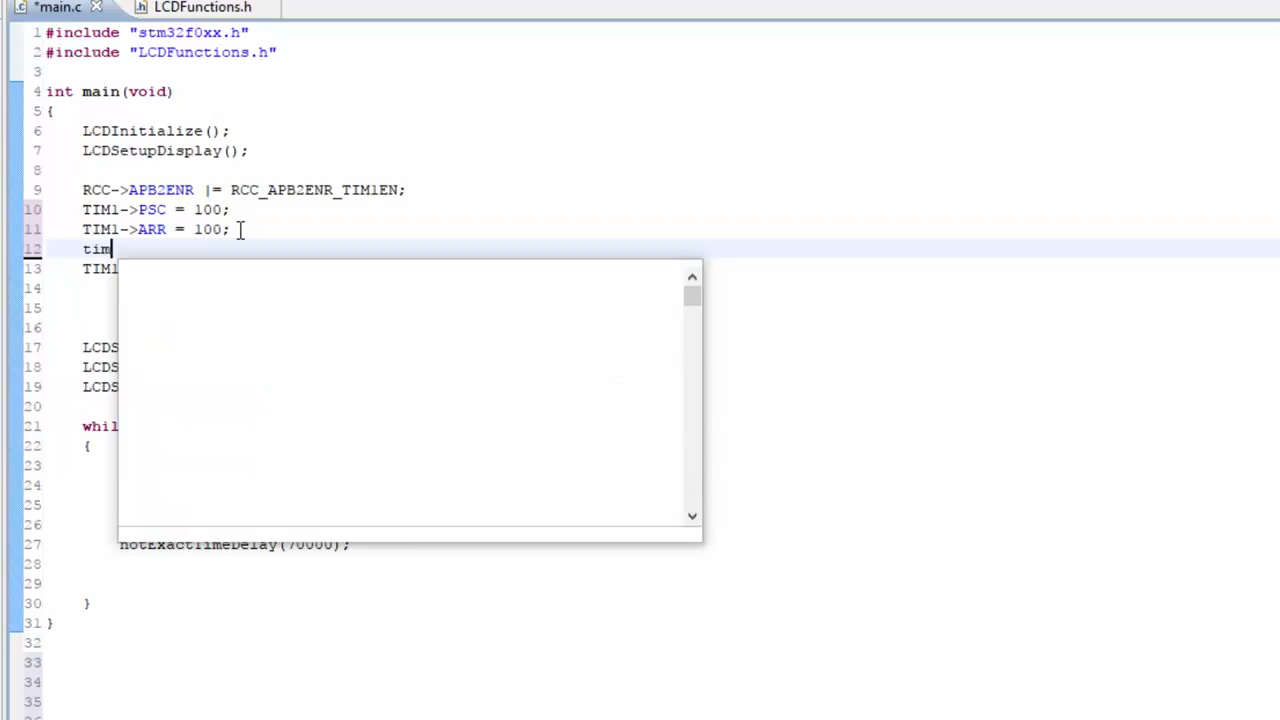 *main.c
LCDFunctions.h
1 #include "stm32f0xx.h"
2 #include "LCDFunctions.h"
3
4 int main(void)
5 {
6 LCDInitialize();
7 LCDSetupDisplay();
8
9 RCC->APB2ENR |= RCC_APB2ENR_TIM1EN;
10 TIM1->PSC = 100;
11 TIM1->ARR = 100;
12 tim
13 TIM1
14
15
16
17 LCDS
18 LCDS
19 LCDS
20
21 whil
22 {
23
24
25
26
27 notExactTimeDelay(70000);
28
29
30 }
31 }
32
33
34
35